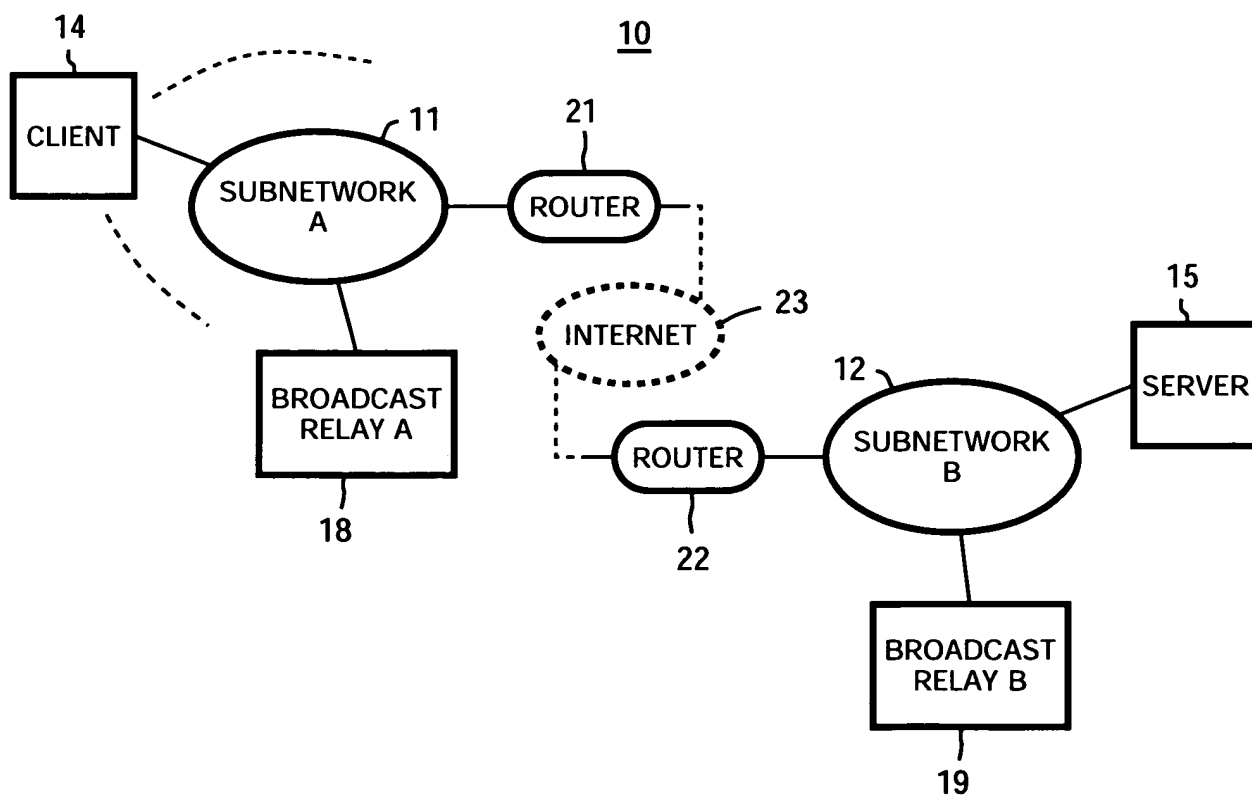 10
14
CLIENT
11
SUBNETWORK
A
21
ROUTER
BROADCAST
RELAY A
18
INTERNET
23
15
SERVER
12
SUBNETWORK
B
ROUTER
22
BROADCAST
RELAY B
19